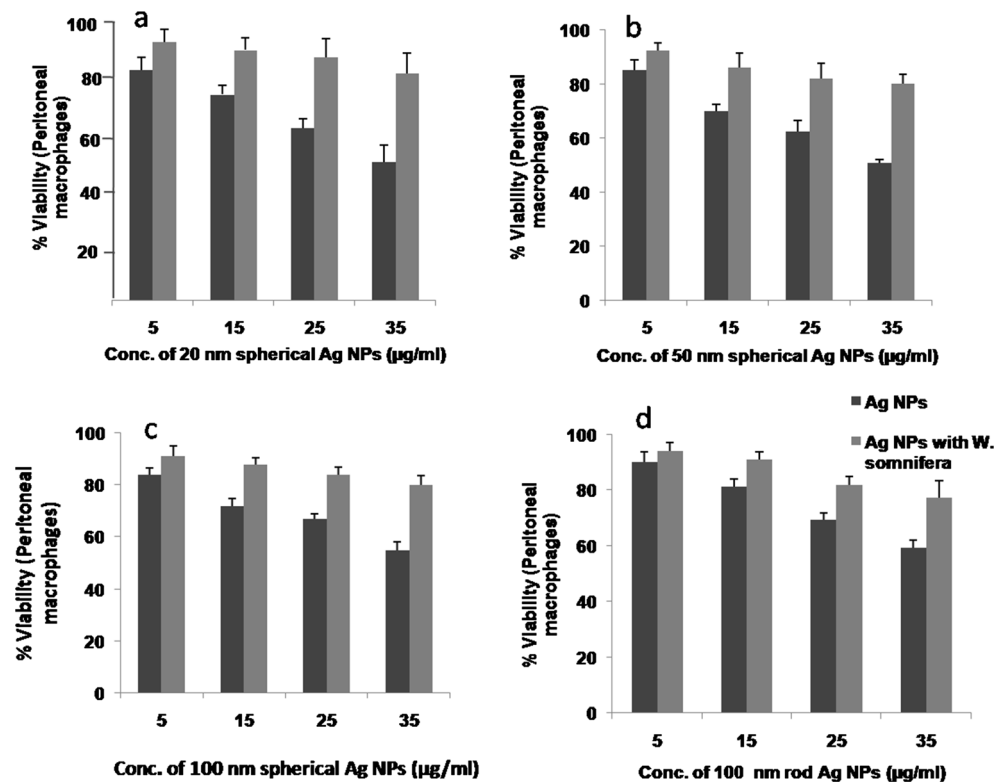 a
100
80
60
40
20
% Viability (Peritoneal
macrophages)
5 15 25 35
Conc. of 20 nm spherical Ag NPs (µg/ml)
b
100
80
60
40
20
0
% Viability (Peritoneal
macrophages)
5 15 25 35
Conc. of 50 nm spherical Ag NPs (µg/ml)
c
100
80
60
40
20
0
% Viability (Peritoneal
macrophages)
5 15 25 35
Conc. of 100 nm spherical Ag NPs (µg/ml)
d
Ag NPs
Ag NPs with W.
somnifera
100
80
60
40
20
0
% Viability (Peritoneal
macrophages)
5 15 25 35
Conc. of 100 nm rod Ag NPs (µg/ml)